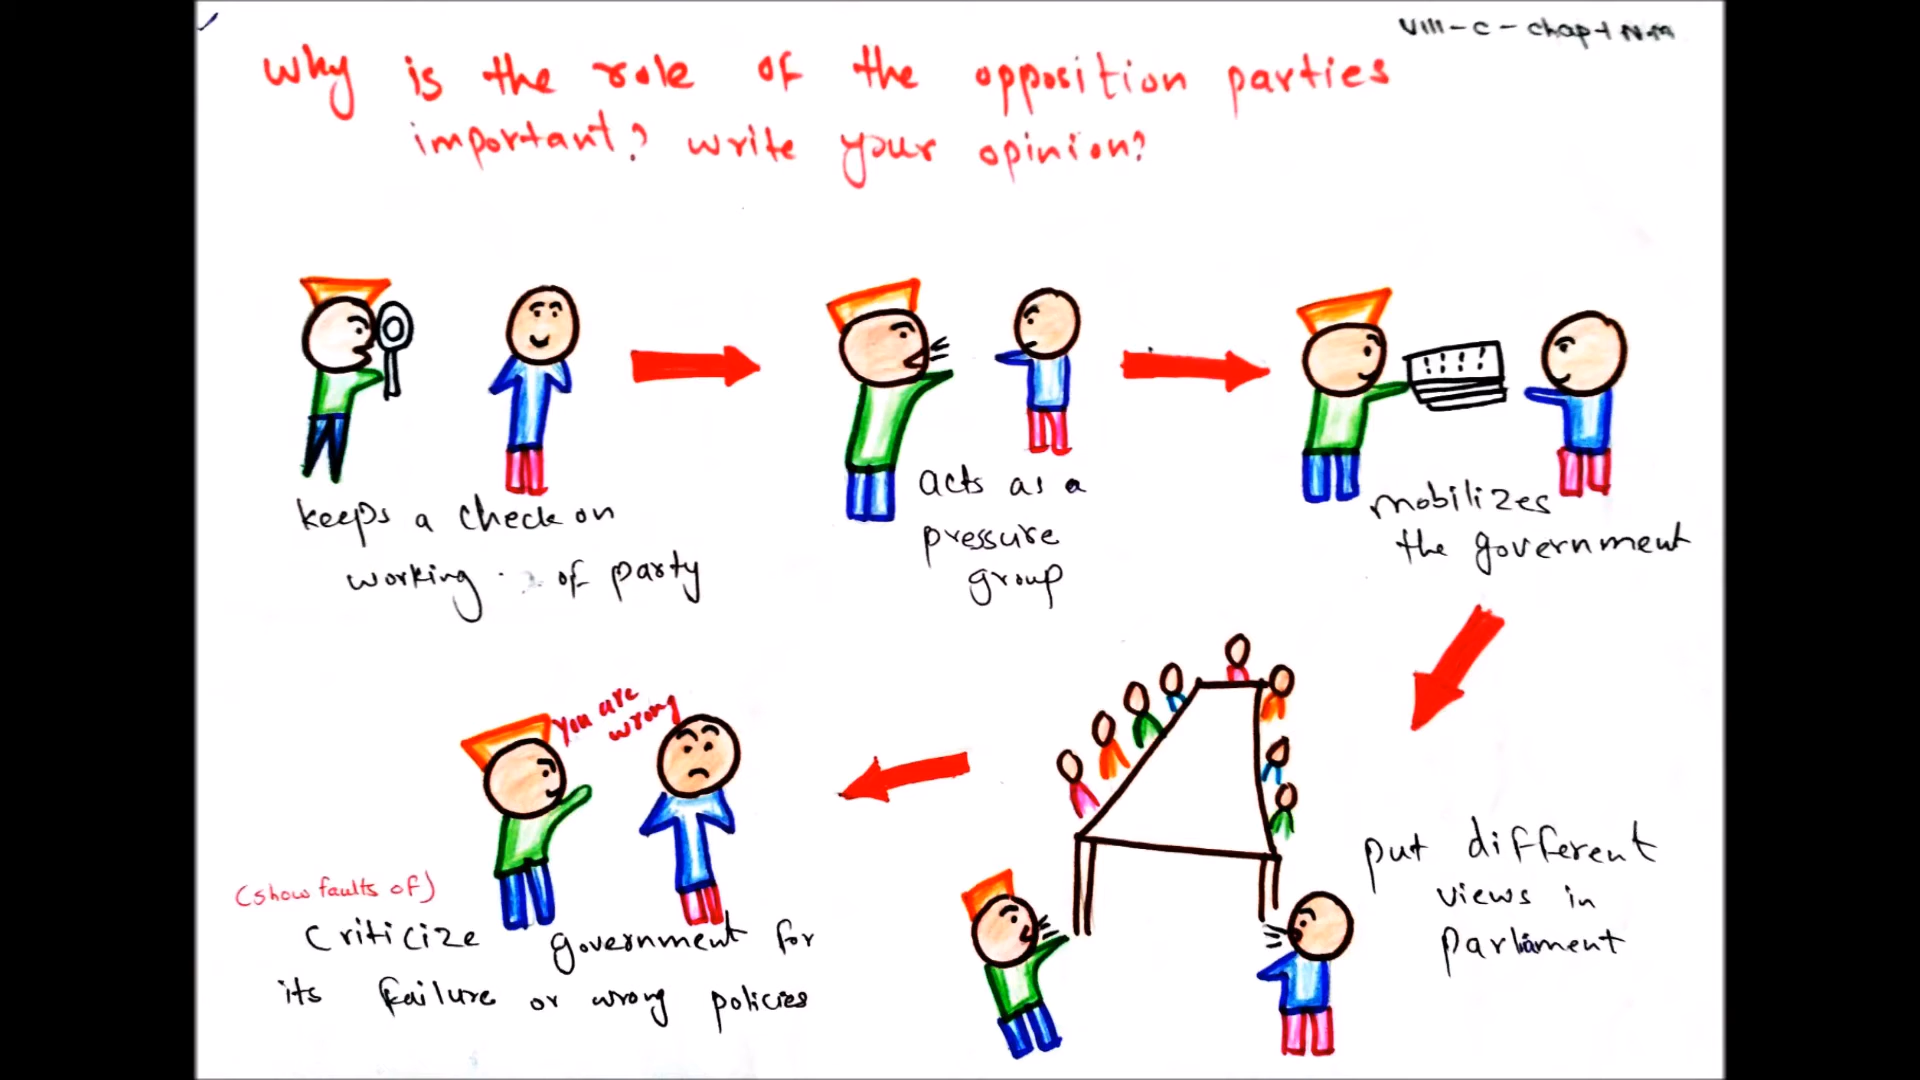 VIII-C-chap-1
Why is the role of the opposition parties
important? write your opinion?
keeps a check on
working of party
acts as a
pressure
group
mobilizes
the government
put different
views in
parliament
You are
wrong
(show faults of)
Criticize government for
its failure or wrong policies